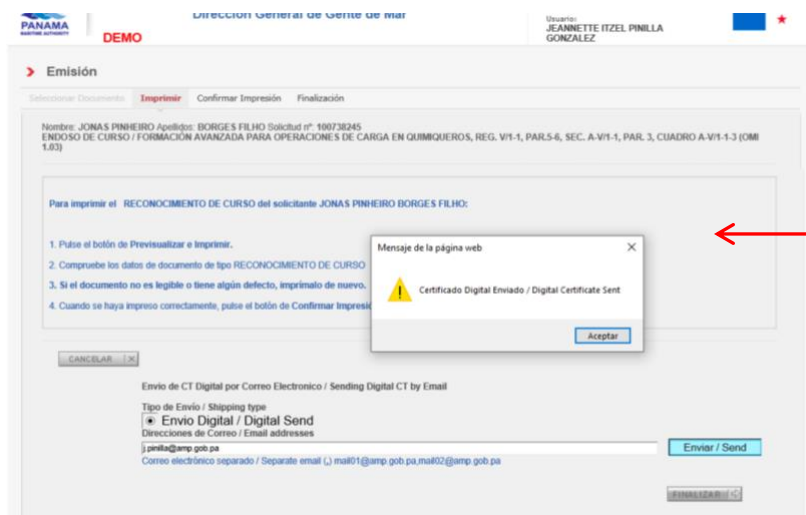 PANAMA
MARITIME AUTHORITY
DEMO
Dirección General de Gente de Mar
Usuario:
JEANNETTE ITZEL PINILLA
GONZALEZ
Emisión
Seleccionar Documento Imprimir Confirmar Impresión Finalización
Nombre: JONAS PINHEIRO Apellidos: BORGES FILHO Solicitud nº: 100738245
ENDOSO DE CURSO / FORMACIÓN AVANZADA PARA OPERACIONES DE CARGA EN QUIMIQUEROS, REG. V/1-1, PAR.5-6, SEC. A-V/1-1, PAR. 3, CUADRO A-V/1-1-3 (OMI
1.03)
Para imprimir el RECONOCIMIENTO DE CURSO del solicitante JONAS PINHEIRO BORGES FILHO:
1. Pulse el botón de Previsualizar e Imprimir.
2. Compruebe los datos de documento de tipo RECONOCIMIENTO DE CURSO
3. Si el documento no es legible o tiene algún defecto, imprímalo de nuevo.
4. Cuando se haya impreso correctamente, pulse el botón de Confirmar Impresió
Mensaje de la página web
Certificado Digital Enviado / Digital Certificate Sent
Aceptar
CANCELAR
Envio de CT Digital por Correo Electronico / Sending Digital CT by Email
Tipo de Envío / Shipping type
Envio Digital / Digital Send
Direcciones de Correo / Email addresses
j.pinilla@amp.gob.pa
Enviar / Send
Correo electrónico separado / Separate email (,) mail01@amp.gob.pa,mail02@amp.gob.pa
FINALIZAR